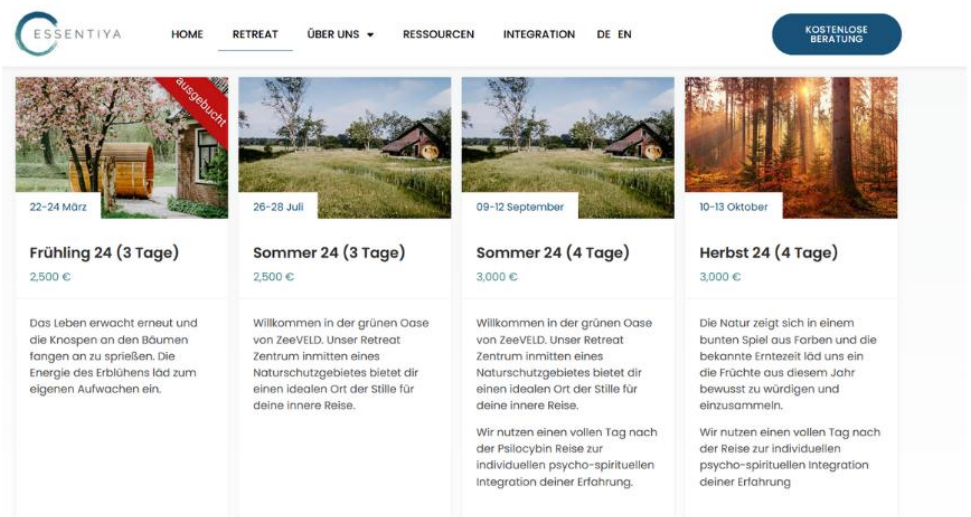 ESSENTIYA
HOME
RETREAT
ÜBER UNS
RESSOURCEN
INTEGRATION
DE EN
KOSTENLOSE
BERATUNG
ausgebucht
22-24 März
Frühling 24 (3 Tage)
2,500 €
Das Leben erwacht erneut und
die Knospen an den Bäumen
fangen an zu sprießen. Die
Energie des Erblühens läd zum
eigenen Aufwachen ein.
26-28 Juli
Sommer 24 (3 Tage)
2,500 €
Willkommen in der grünen Oase
von ZeeVELD. Unser Retreat
Zentrum inmitten eines
Naturschutzgebietes bietet dir
einen idealen Ort der Stille für
deine innere Reise.
09-12 September
Sommer 24 (4 Tage)
3,000 €
Willkommen in der grünen Oase
von ZeeVELD. Unser Retreat
Zentrum inmitten eines
Naturschutzgebietes bietet dir
einen idealen Ort der Stille für
deine innere Reise.
Wir nutzen einen vollen Tag nach
der Psilocybin Reise zur
individuellen psycho-spirituellen
Integration deiner Erfahrung.
10-13 Oktober
Herbst 24 (4 Tage)
3,000 €
Die Natur zeigt sich in einem
bunten Spiel aus Farben und die
bekannte Erntezeit läd uns ein
die Früchte aus diesem Jahr
bewusst zu würdigen und
einzusammeln.
Wir nutzen einen vollen Tag nach
der Reise zur individuellen
psycho-spirituellen Integration
deiner Erfahrung